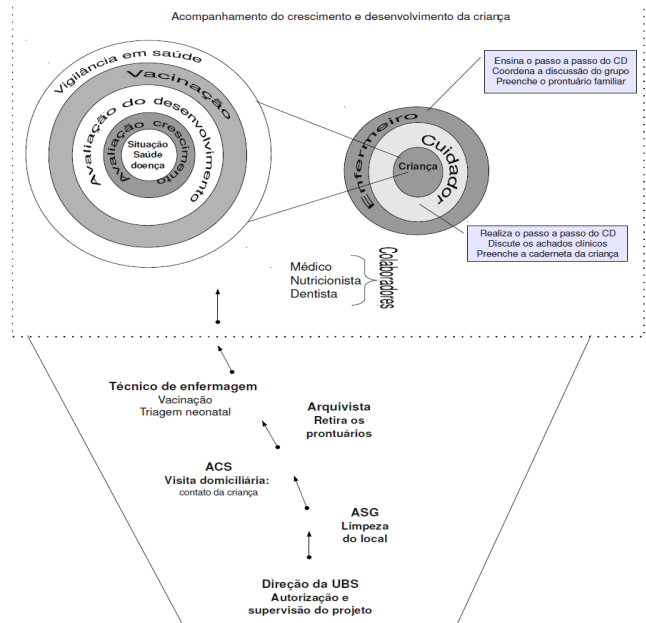 Acompanhamento do crescimento e desenvolvimento da criança
Vigilância em saúde
Vacinação
Avaliação do desenvolvimento
Avaliação crescimento
Situação
Saúde
doença
Ensina o passo a passo do CD
Coordena a discussão do grupo
Preenche o prontuário familiar
Enfermeiro
Cuidador
Criança
Realiza o passo a passo do CD
Discute os achados clínicos
Preenche a caderneta da criança
Médico
Nutricionista
Dentista
Colaboradores
Técnico de enfermagem
Vacinação
Triagem neonatal
Arquivista
Retira os
prontuários
ACS
Visita domiciliária:
contato da criança
ASG
Limpeza
do local
Direção da UBS
Autorização e
supervisão do projeto